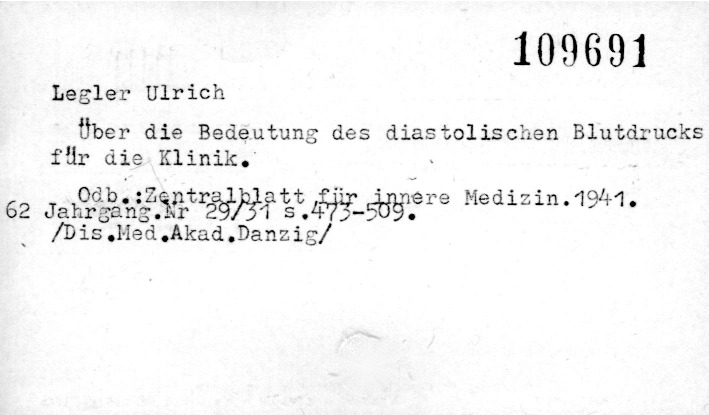 109691
Legler Ulrich
Über die Bedeutung des diastolischen Blutdrucks
für die Klinik.
Odb.:Zentralblatt für innere Medizin.1941.
62 Jahrgang.Nr 29/31 s.473-509.
/Dis.Med.Akad.Danzig/